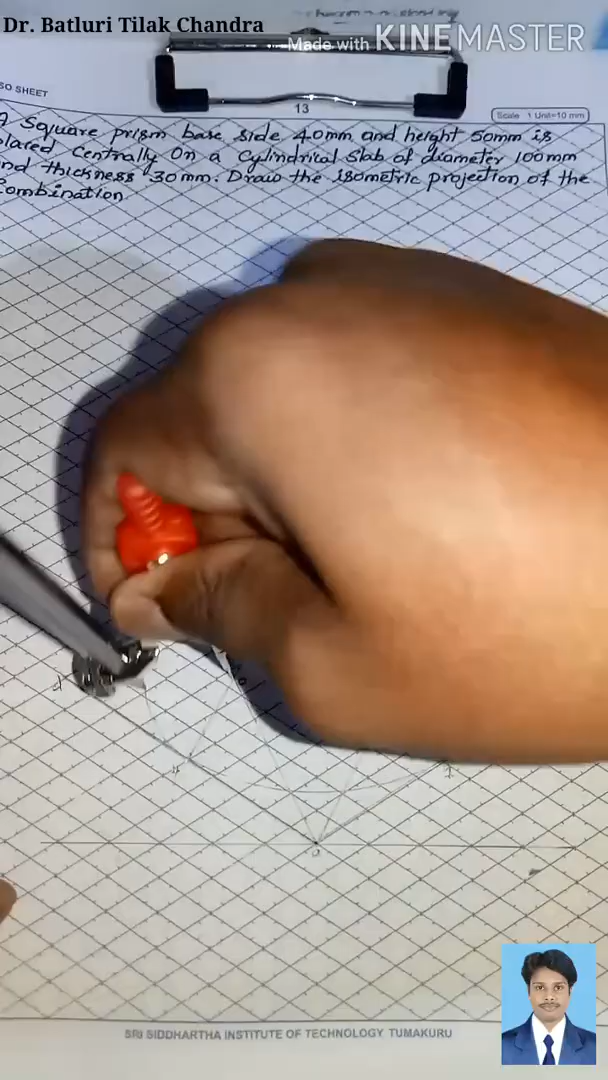 Dr. Batluri Tilak Chandra
Made with KINEMASTER
SO SHEET
13
Scale 1 Unit=10 mm
A Square prism base side 40mm and height 50mm is
placed Centrally On a Cylindrical Slab of diameter 100mm
and thickness 30mm. Draw the isometric projection of the
Combination
SRI SIDDHARTHA INSTITUTE OF TECHNOLOGY, TUMAKURU